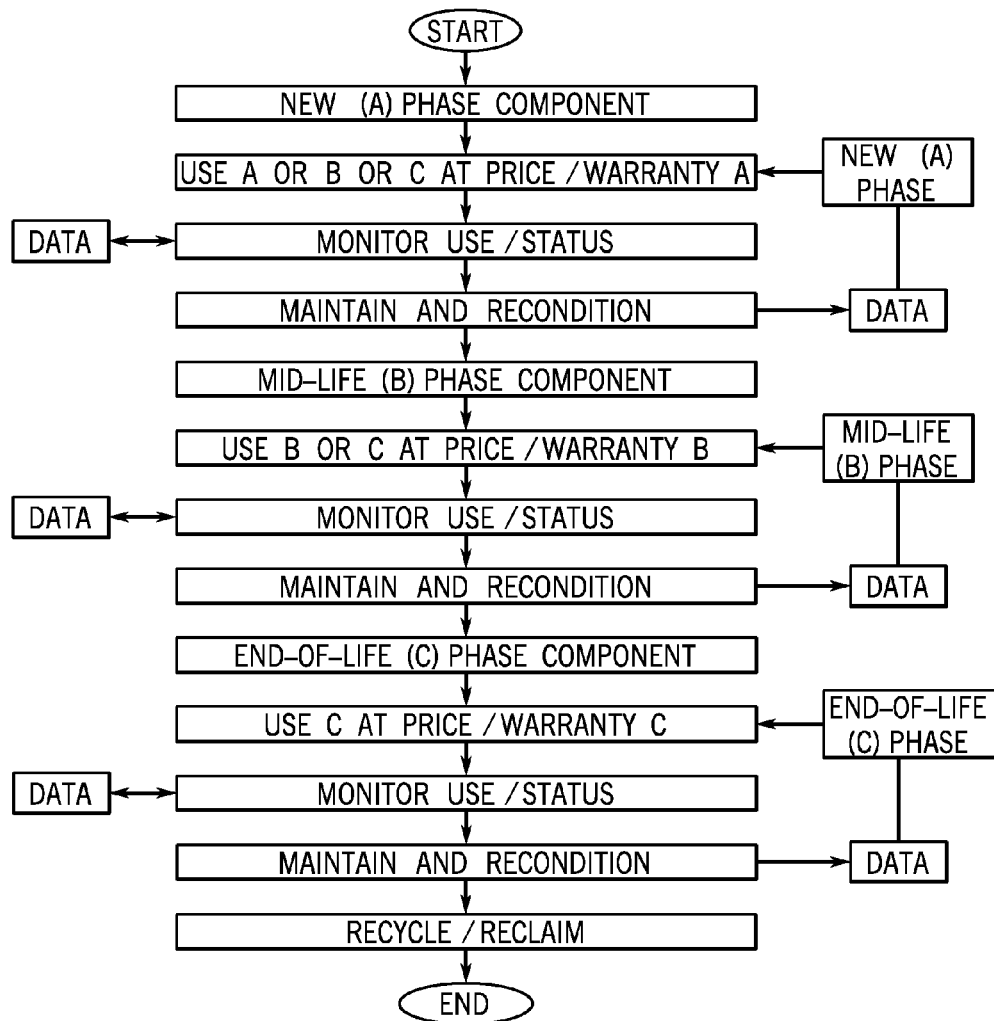 START
NEW (A) PHASE COMPONENT
USE A OR B OR C AT PRICE/WARRANTY A
NEW (A)
PHASE
DATA
MONITOR USE/STATUS
MAINTAIN AND RECONDITION
DATA
MID–LIFE (B) PHASE COMPONENT
USE B OR C AT PRICE/WARRANTY B
MID–LIFE
(B) PHASE
DATA
MONITOR USE/STATUS
MAINTAIN AND RECONDITION
DATA
END–OF–LIFE (C) PHASE COMPONENT
USE C AT PRICE/WARRANTY C
END–OF–LIFE
(C) PHASE
DATA
MONITOR USE/STATUS
MAINTAIN AND RECONDITION
DATA
RECYCLE/RECLAIM
END